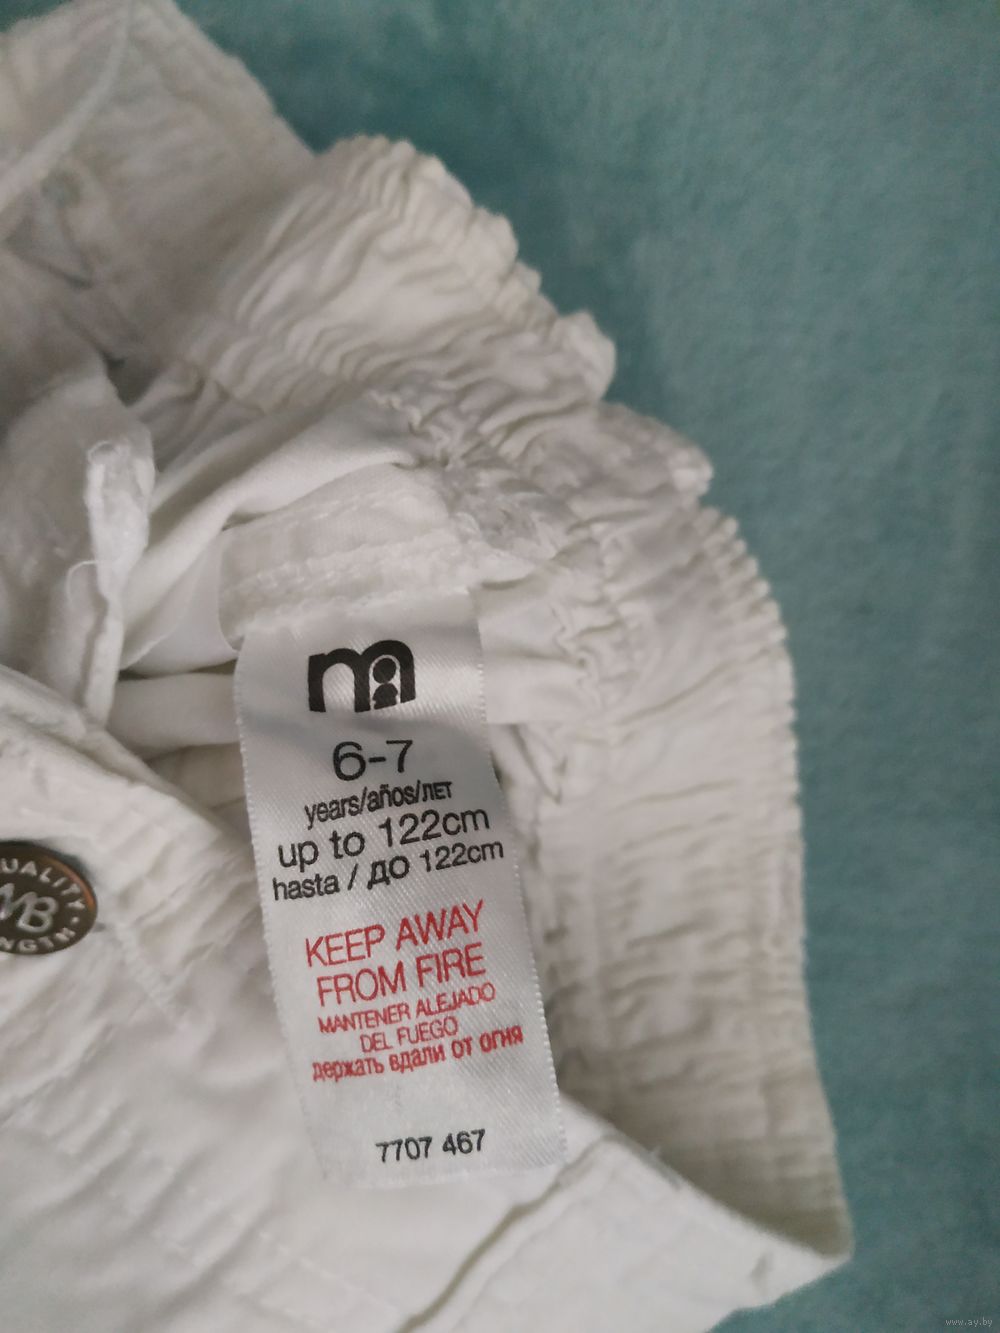 m
6-7
years/años/лет
up to 122cm
hasta / до 122cm
KEEP AWAY
FROM FIRE
MANTENER ALEJADO
DEL FUEGO
держать вдали от огня
7707 467
MB
www.ay.by